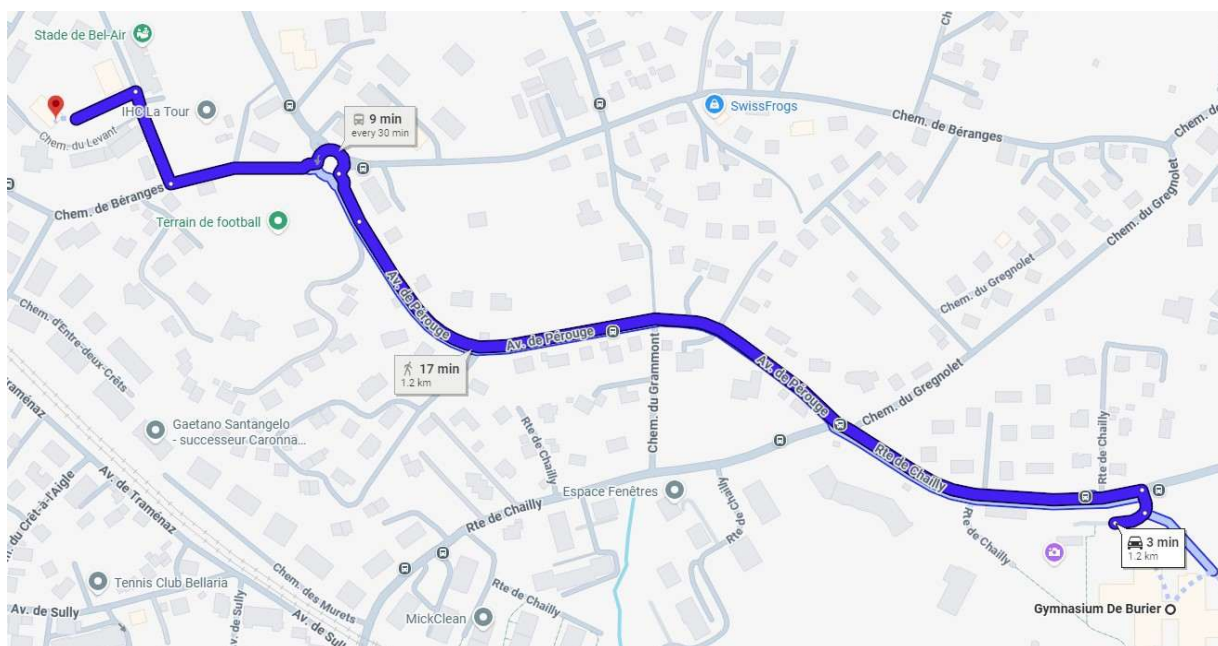 Stade de Bel-Air
IHC La Tour
Chem. du Levant
9 min
every 30 min
SwissFrogs
Chem. de Béranges
Chem. de
Ch
Chem. du Gregnolet
Chem. de Béranges
Terrain de football
Av. de Pérouge
Av. de Pérouge
Chem. du Gregnolet
Chem. d'Entre-deux-Crêts
17 min
1.2 km
Chem. du Grammont
Av. de Pérouge
Chem. du Gregnolet
Traménaz
Gaetano Santangelo
- successeur Caronna...
Rte de Chailly
Rte de Chailly
Rte de Chailly
Av. de Traménaz
Espace Fenêtres
Rte de Chailly
Rte de Chailly
m. du Crêt-à-l'Aigle
Rte de Chailly
3 min
1.2 km
Tennis Club Bellaria
Chem. des Murets
Rte de Chailly
Av. de Sully
v. de Sully
Av. de Sul
MickClean
Gymnasium De Burier